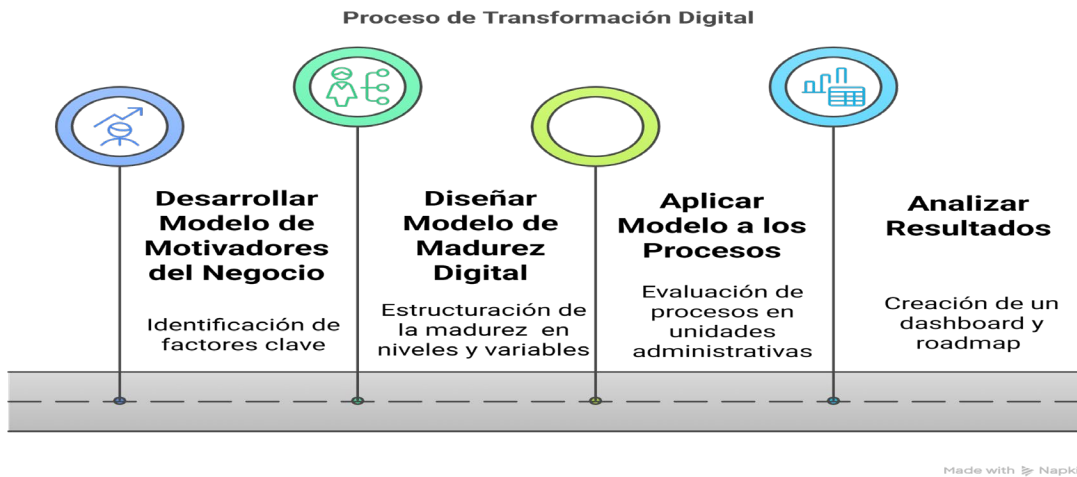 Proceso de Transformación Digital
Desarrollar
Modelo de
Motivadores
del Negocio
Identificación de
factores clave
Diseñar
Modelo de
Madurez
Digital
Estructuración de
la madurez en
niveles y variables
Aplicar
Modelo a los
Procesos
Evaluación de
procesos en
unidades
administrativas
Analizar
Resultados
Creación de un
dashboard y
roadmap
Made with Napki